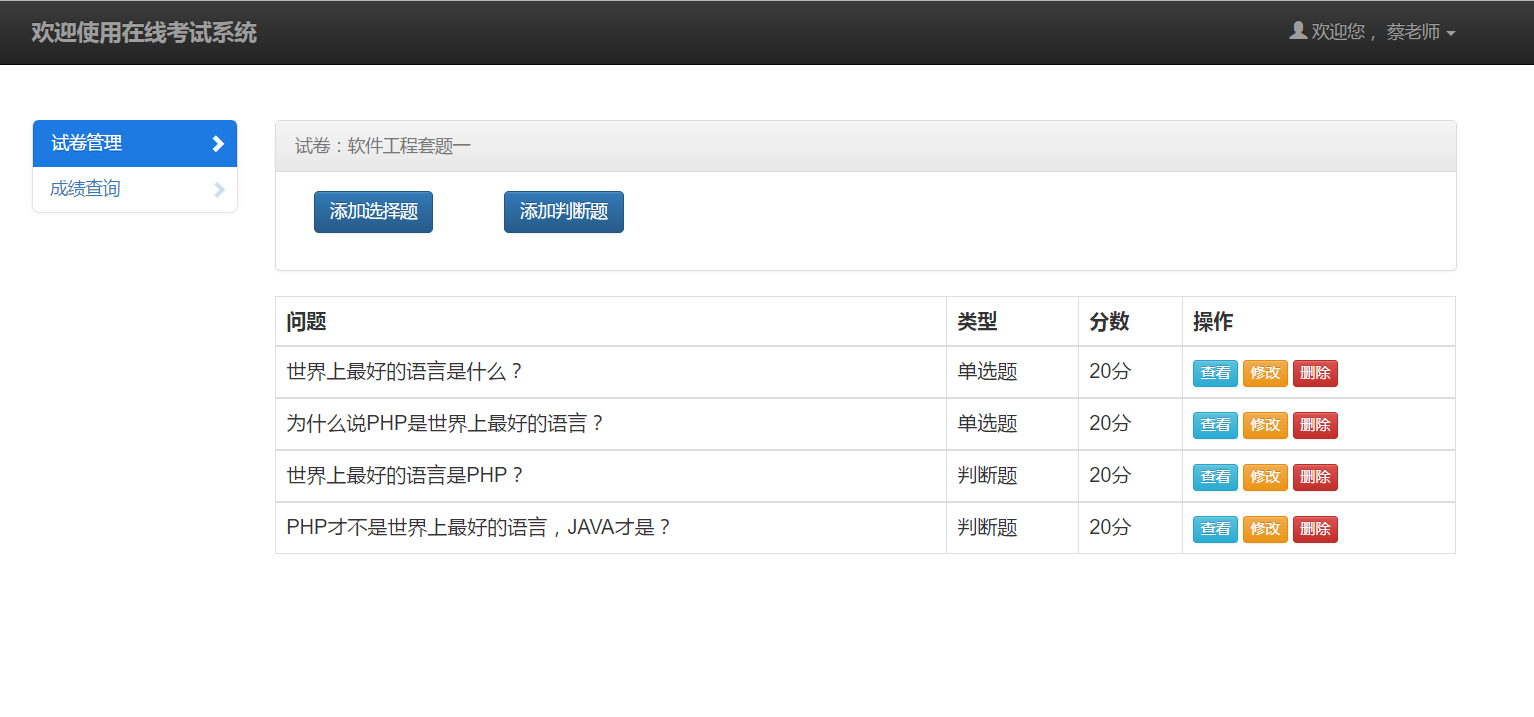 欢迎使用在线考试系统
欢迎您，蔡老师
试卷管理
成绩查询
试卷：软件工程套题一
添加选择题 添加判断题
问题 类型 分数 操作
世界上最好的语言是什么？ 单选题 20分 查看 修改 删除
为什么说PHP是世界上最好的语言？ 单选题 20分 查看 修改 删除
世界上最好的语言是PHP？ 判断题 20分 查看 修改 删除
PHP才不是世界上最好的语言，JAVA才是？ 判断题 20分 查看 修改 删除